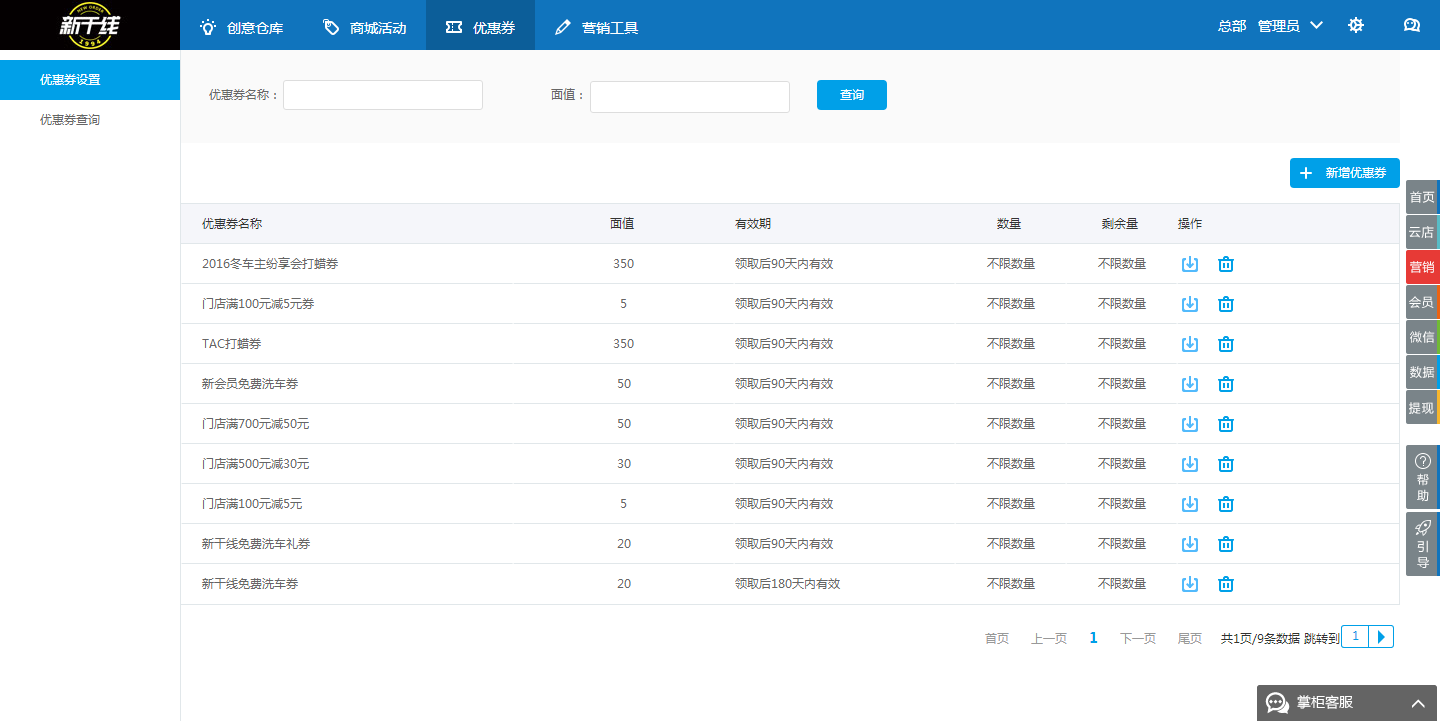 NEW ORDER
新干线
1994
创意仓库 商城活动 优惠券 营销工具 总部 管理员
优惠券设置
优惠券查询
优惠券名称： 面值： 查询
新增优惠券
优惠券名称 面值 有效期 数量 剩余量 操作
2016冬车主纷享会打蜡券 350 领取后90天内有效 不限数量 不限数量
门店满100元减5元券 5 领取后90天内有效 不限数量 不限数量
TAC打蜡券 350 领取后90天内有效 不限数量 不限数量
新会员免费洗车券 50 领取后90天内有效 不限数量 不限数量
门店满700元减50元 50 领取后90天内有效 不限数量 不限数量
门店满500元减30元 30 领取后90天内有效 不限数量 不限数量
门店满100元减5元 5 领取后90天内有效 不限数量 不限数量
新干线免费洗车礼券 20 领取后90天内有效 不限数量 不限数量
新干线免费洗车券 20 领取后180天内有效 不限数量 不限数量
首页 上一页 1 下一页 尾页 共1页/9条数据 跳转到 1
首页
云店
营销
会员
微信
数据
提现
帮助
引导
掌柜客服